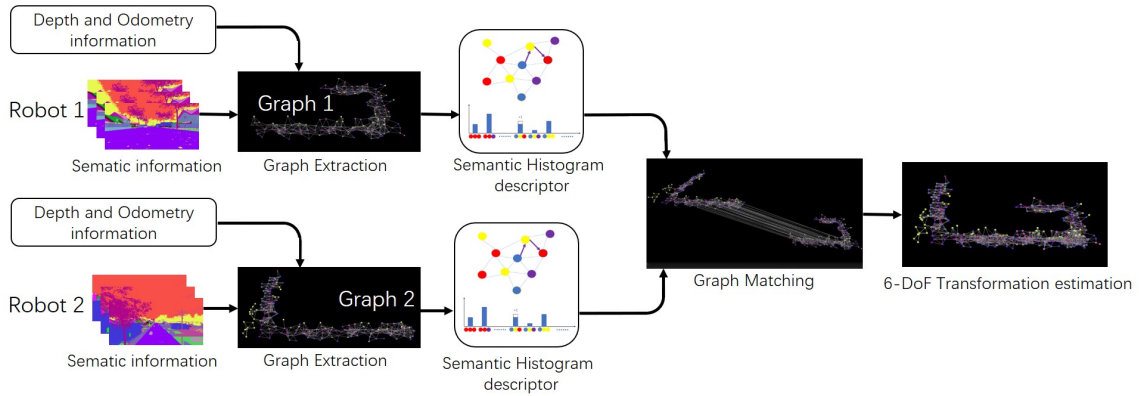 Depth and Odometry
information
Robot 1
Sematic information
Graph 1
Graph Extraction
Semantic Histogram
descriptor
Depth and Odometry
information
Robot 2
Sematic information
Graph 2
Graph Extraction
Semantic Histogram
descriptor
Graph Matching
6-DoF Transformation estimation